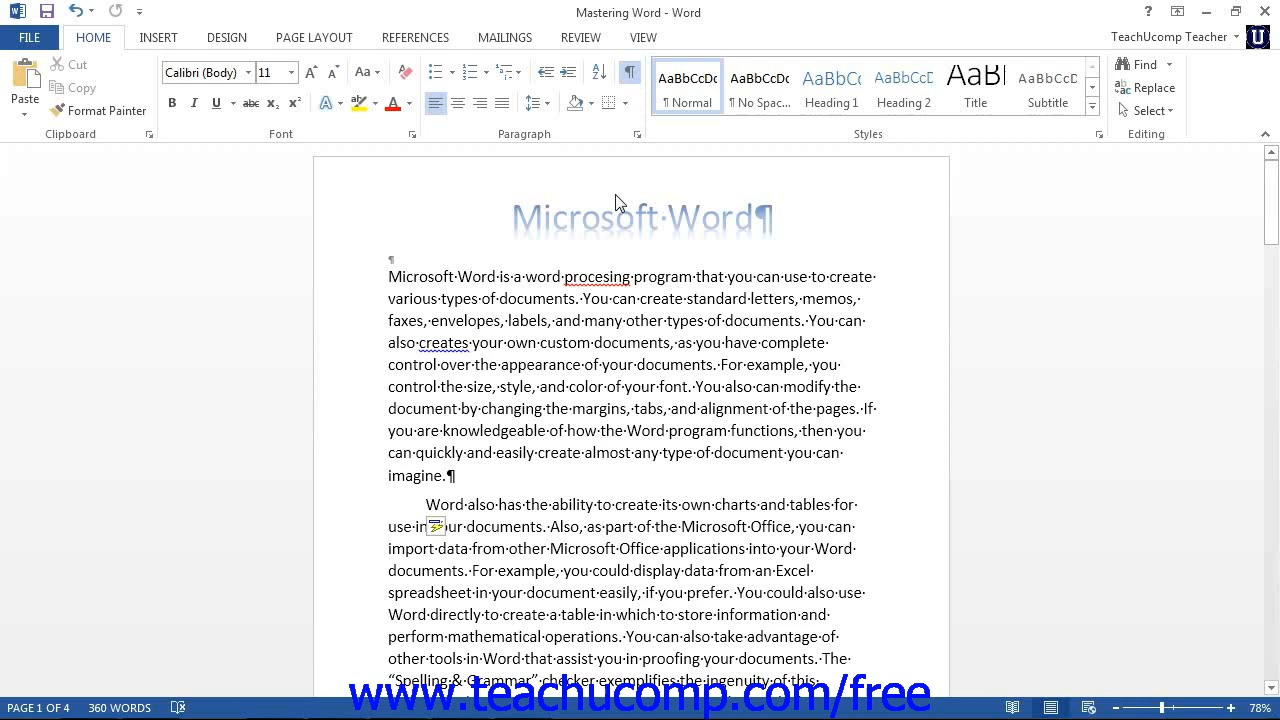 Mastering Word - Word
FILE HOME INSERT DESIGN PAGE LAYOUT REFERENCES MAILINGS REVIEW VIEW TeachUcomp Teacher
Paste
Cut
Copy
Format Painter
Clipboard
Calibri (Body) 11
Font
Paragraph
AaBbCcDc AaBbCcDc AaBbCc AaBbCcD AaB AaBbCcD
¶ Normal ¶ No Spac... Heading 1 Heading 2 Title Subtitle
Styles
Find
Replace
Select
Editing
Microsoft·Word¶
¶
Microsoft·Word·is·a·word·procesing·program·that·you·can·use·to·create·
various·types·of·documents.·You·can·create·standard·letters,·memos,·
faxes,·envelopes,·labels,·and·many·other·types·of·documents.·You·can·
also·creates·your·own·custom·documents,·as·you·have·complete·
control·over·the·appearance·of·your·documents.·For·example,·you·
control·the·size,·style,·and·color·of·your·font.·You·also·can·modify·the·
document·by·changing·the·margins,·tabs,·and·alignment·of·the·pages.·If·
you·are·knowledgeable·of·how·the·Word·program·functions,·then·you·
can·quickly·and·easily·create·almost·any·type·of·document·you·can·
imagine.¶
Word·also·has·the·ability·to·create·its·own·charts·and·tables·for·
use·in your·documents.·Also,·as·part·of·the·Microsoft·Office,·you·can·
import·data·from·other·Microsoft·Office·applications·into·your·Word·
documents.·For·example,·you·could·display·data·from·an·Excel·
spreadsheet·in·your·document·easily,·if·you·prefer.·You·could·also·use·
Word·directly·to·create·a·table·in·which·to·store·information·and·
perform·mathematical·operations.·You·can·also·take·advantage·of·
other·tools·in·Word·that·assist·you·in·proofing·your·documents.·The·
“Spelling·&·Grammar”·checker·exemplifies·the·ingenuity·of·this·
www.teachucomp.com/free
PAGE 1 OF 4 360 WORDS 78%